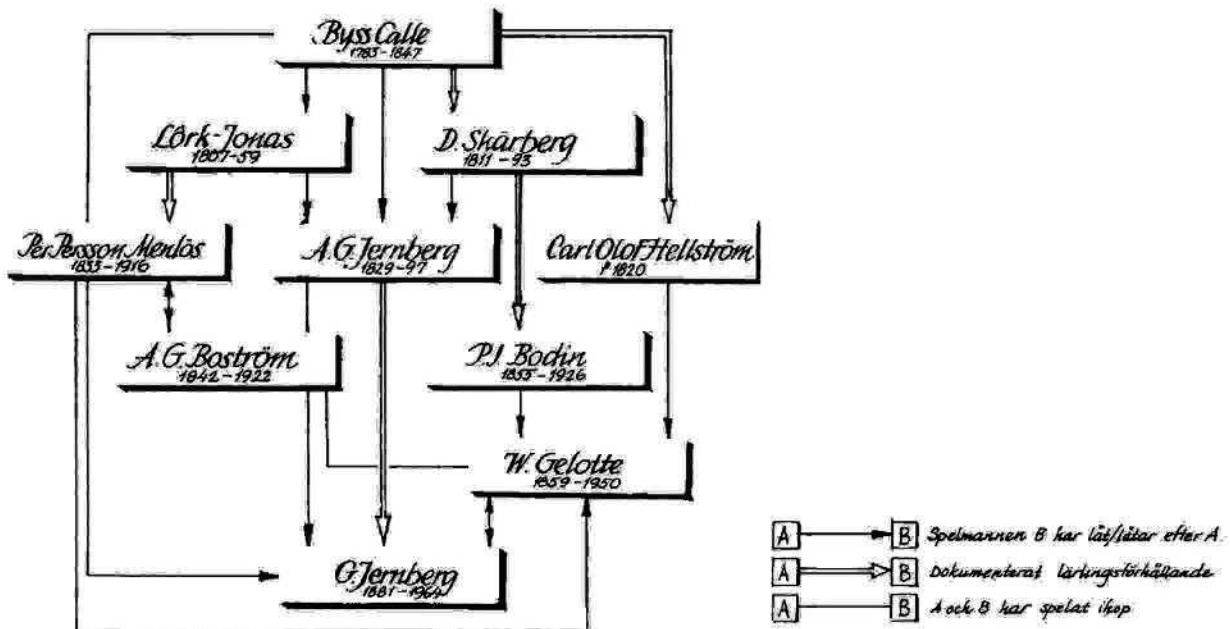 Byss Calle
1783-1847
Lörk-Jonas
1807-59
D. Skärberg
1811-93
Per Persson Menlös
1833-1916
A.G. Jernberg
1829-97
Carl Olof Hellström
f 1820
A.G. Boström
1842-1922
P.J. Bodin
1855-1926
W. Gelotte
1859-1950
G. Jernberg
1881-1964
A B Spelmannen B har låt/låtar efter A.
A B Dokumenterat lärlingsförhållande
A B A och B har spelat ihop